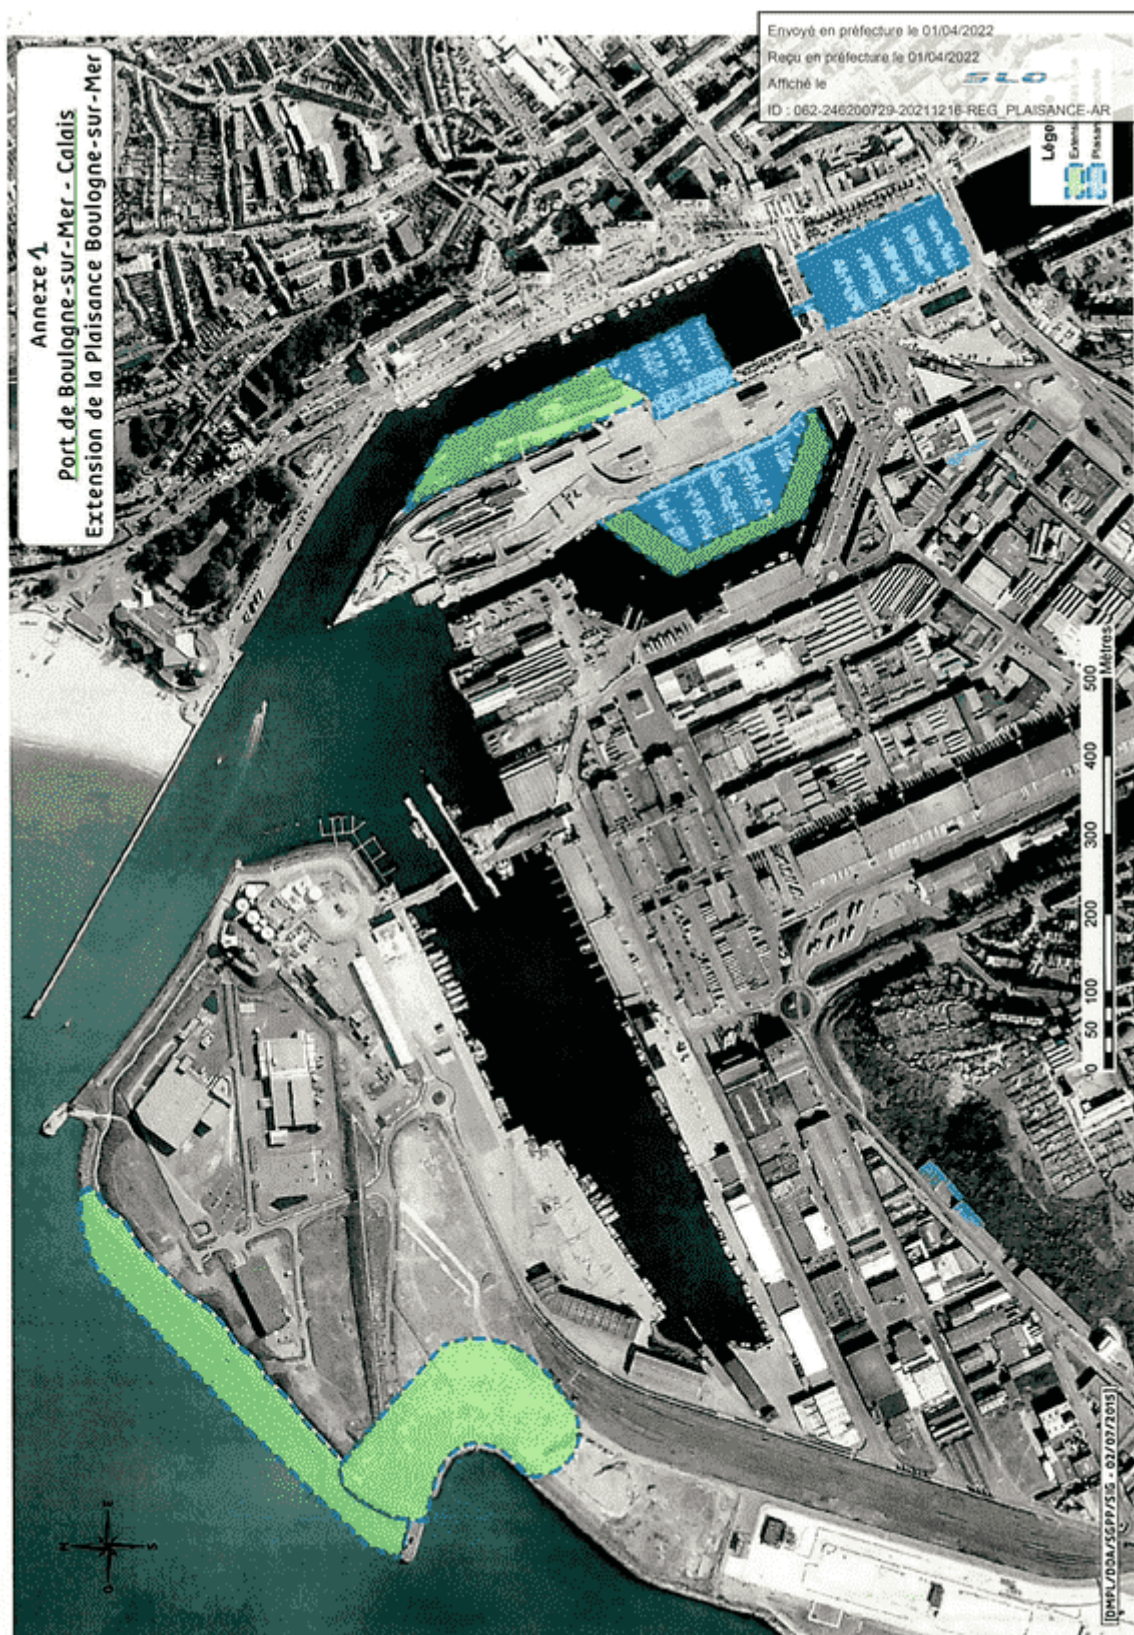 Envoyé en préfecture le 01/04/2022
Reçu en préfecture le 01/04/2022
Affiché le
SLO
ID : 062-246200729-20211216-REG_PLAISANCE-AR
Annexe 1
Port de Boulogne-sur-Mer - Calais
Extension de la Plaisance Boulogne-sur-Mer
0 50 100 200 300 400 500
Mètres
N
O E
S
[DMPL/DDA/SGPP/SIG - 02/07/2015]